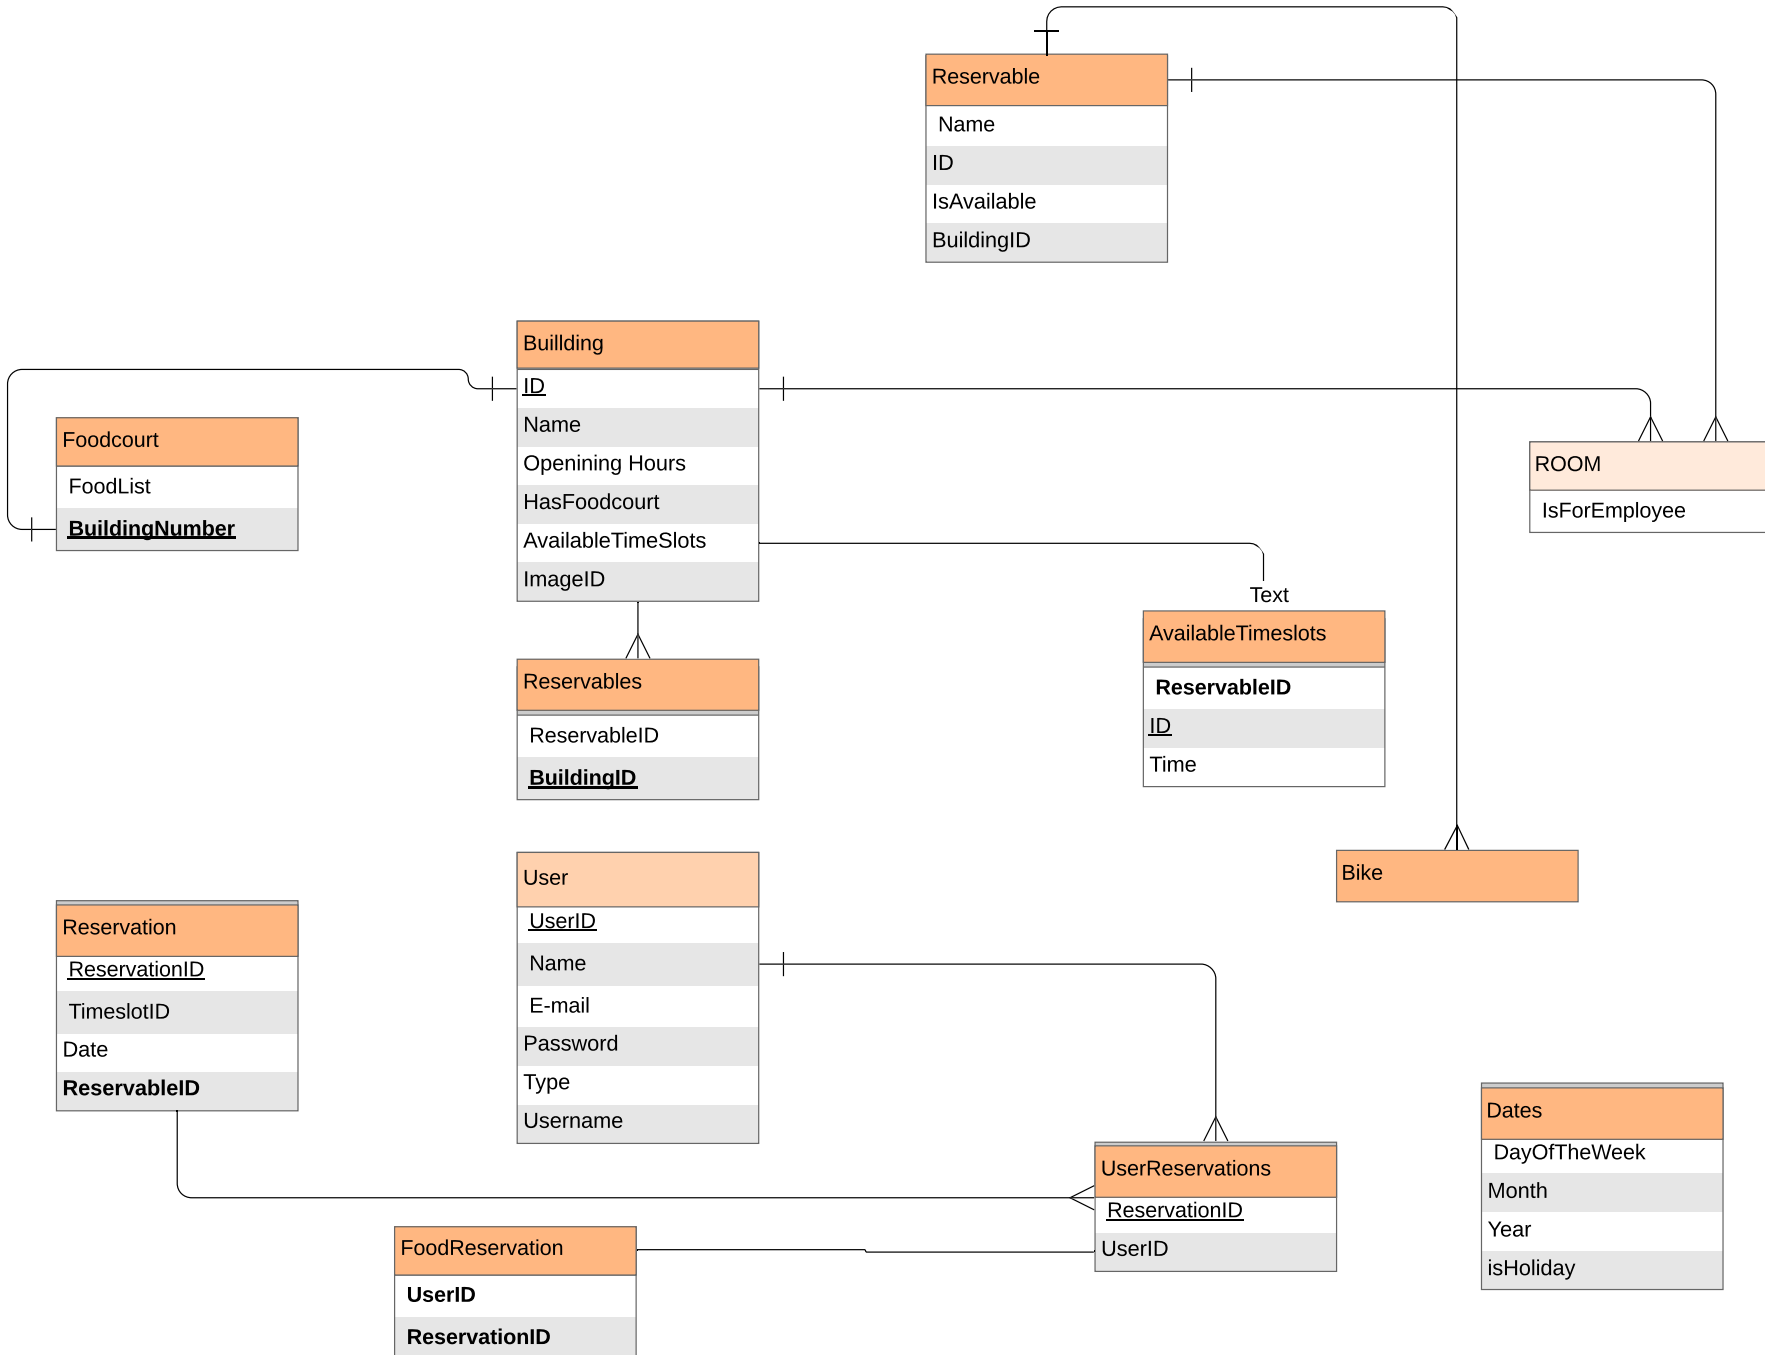 Reservable
Name
ID
IsAvailable
BuildingID
Buillding
ID
Name
Openining Hours
HasFoodcourt
AvailableTimeSlots
ImageID
Foodcourt
FoodList
BuildingNumber
ROOM
IsForEmployee
Text
AvailableTimeslots
ReservableID
ID
Time
Reservables
ReservableID
BuildingID
Bike
User
UserID
Name
E-mail
Password
Type
Username
Reservation
ReservationID
TimeslotID
Date
ReservableID
Dates
DayOfTheWeek
Month
Year
isHoliday
UserReservations
ReservationID
UserID
FoodReservation
UserID
ReservationID